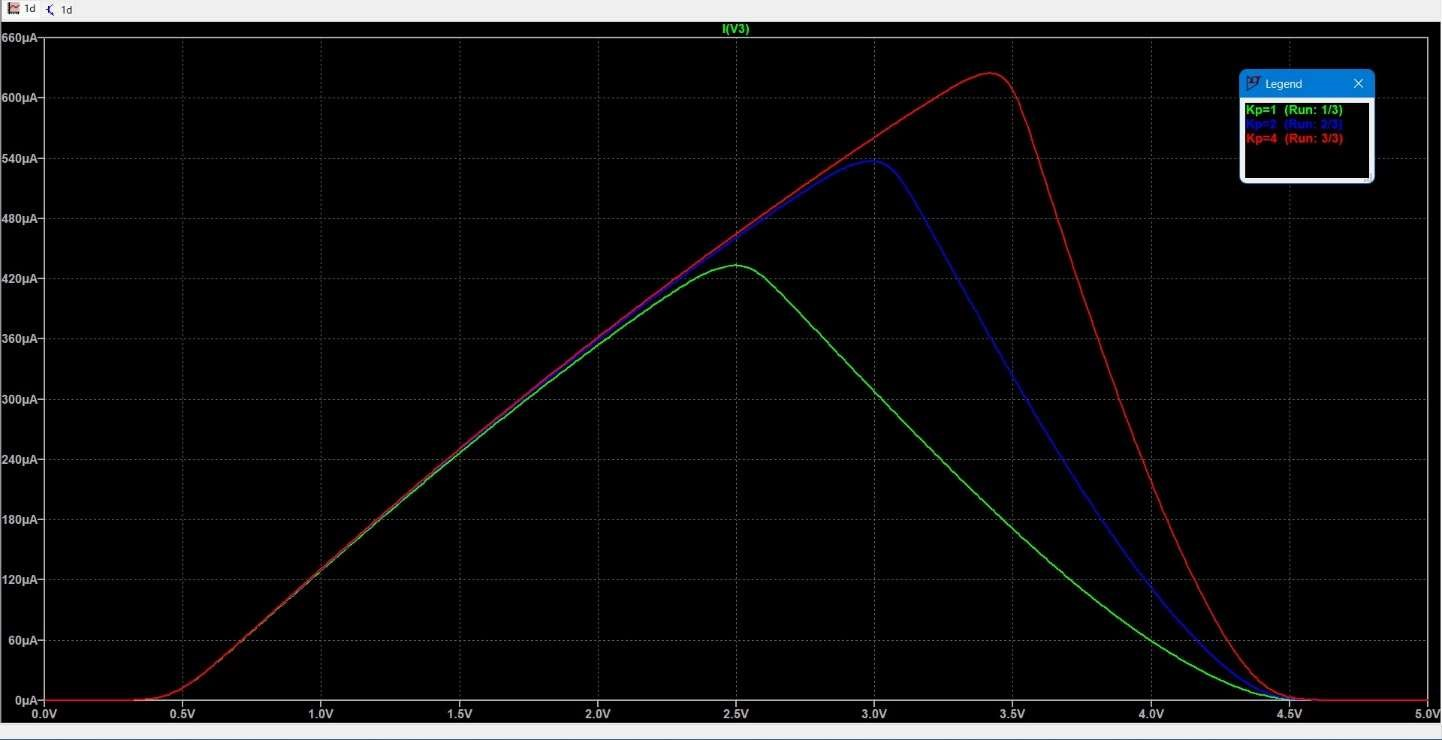 1d 1d
I(V3)
660µA
600µA
540µA
480µA
420µA
360µA
300µA
240µA
180µA
120µA
60µA
0µA
0.0V 0.5V 1.0V 1.5V 2.0V 2.5V 3.0V 3.5V 4.0V 4.5V 5.0V
Legend
Kp=1 (Run: 1/3)
Kp=2 (Run: 2/3)
Kp=4 (Run: 3/3)